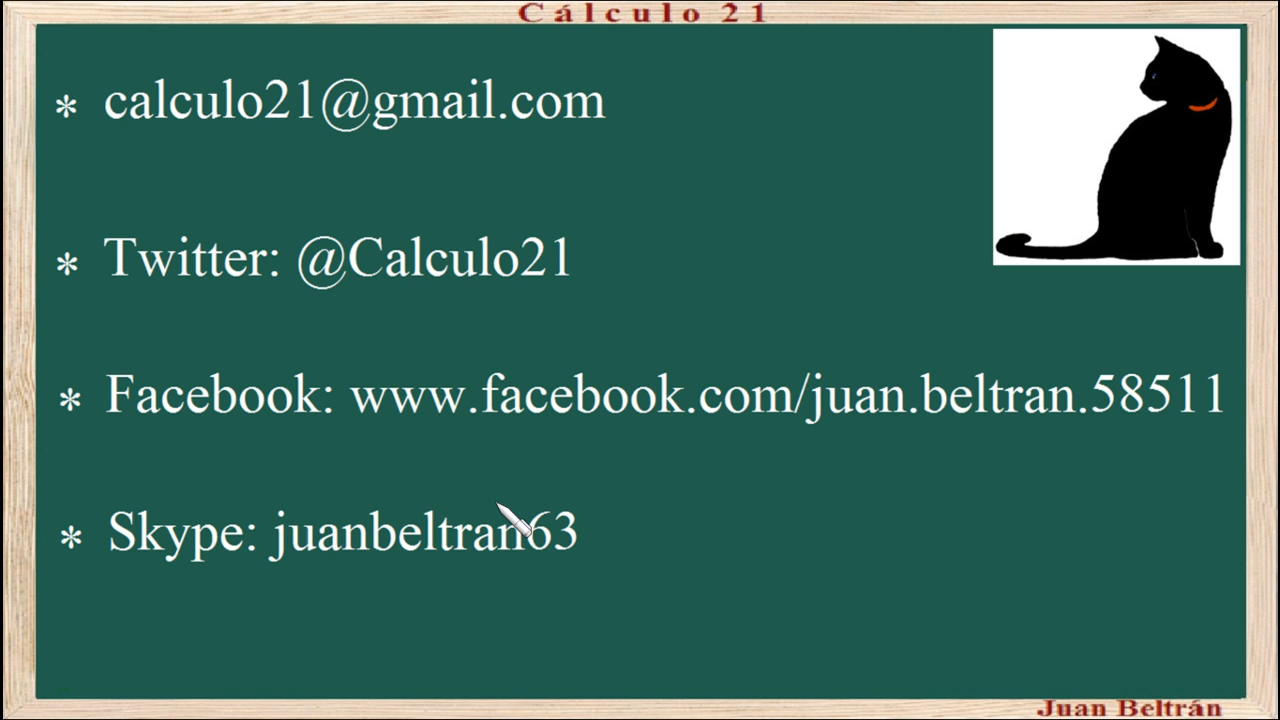 Cálculo 21
* calculo21@gmail.com
* Twitter: @Calculo21
* Facebook: www.facebook.com/juan.beltran.58511
* Skype: juanbeltran63
Juan Beltrán